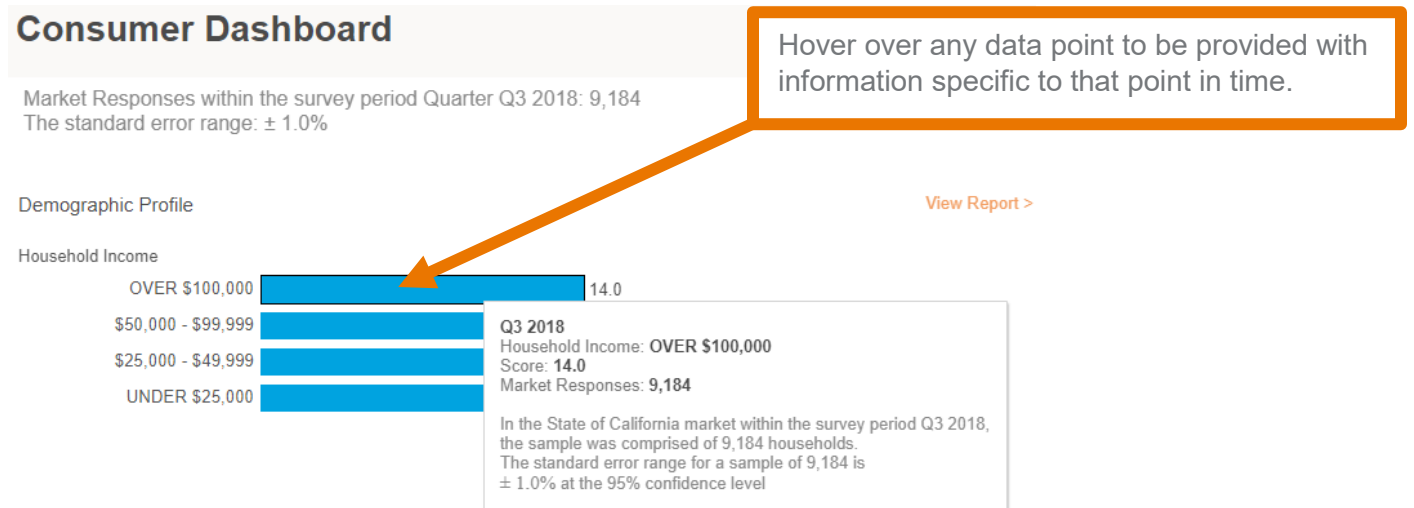 Consumer Dashboard
Hover over any data point to be provided with
information specific to that point in time.
Market Responses within the survey period Quarter Q3 2018: 9,184
The standard error range: ± 1.0%
Demographic Profile
View Report >
Household Income
OVER $100,000
14.0
$50,000 - $99,999
$25,000 - $49,999
UNDER $25,000
Q3 2018
Household Income: OVER $100,000
Score: 14.0
Market Responses: 9,184
In the State of California market within the survey period Q3 2018,
the sample was comprised of 9,184 households.
The standard error range for a sample of 9,184 is
± 1.0% at the 95% confidence level